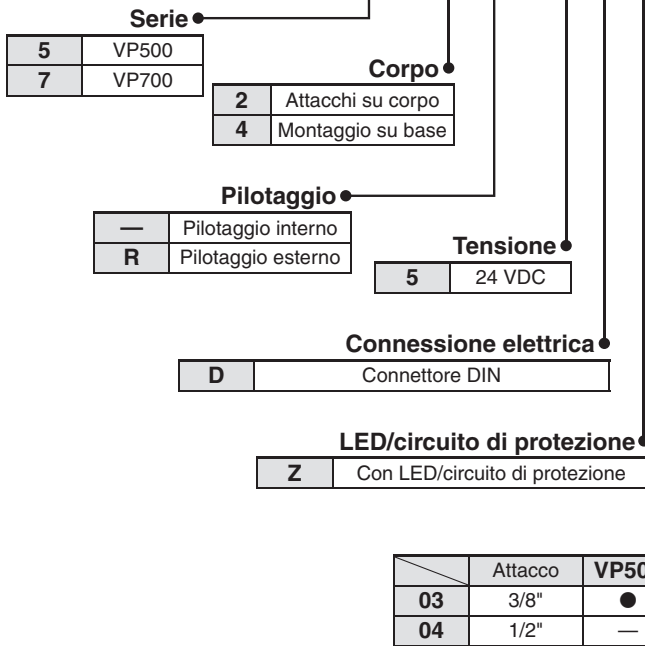 Serie
5 VP500
7 VP700
Corpo
2 Attacchi su corpo
4 Montaggio su base
Pilotaggio
— Pilotaggio interno
R Pilotaggio esterno
Tensione
5 24 VDC
Connessione elettrica
D Connettore DIN
LED/circuito di protezione
Z Con LED/circuito di protezione
Attacco VP50
03 3/8" ●
04 1/2" —